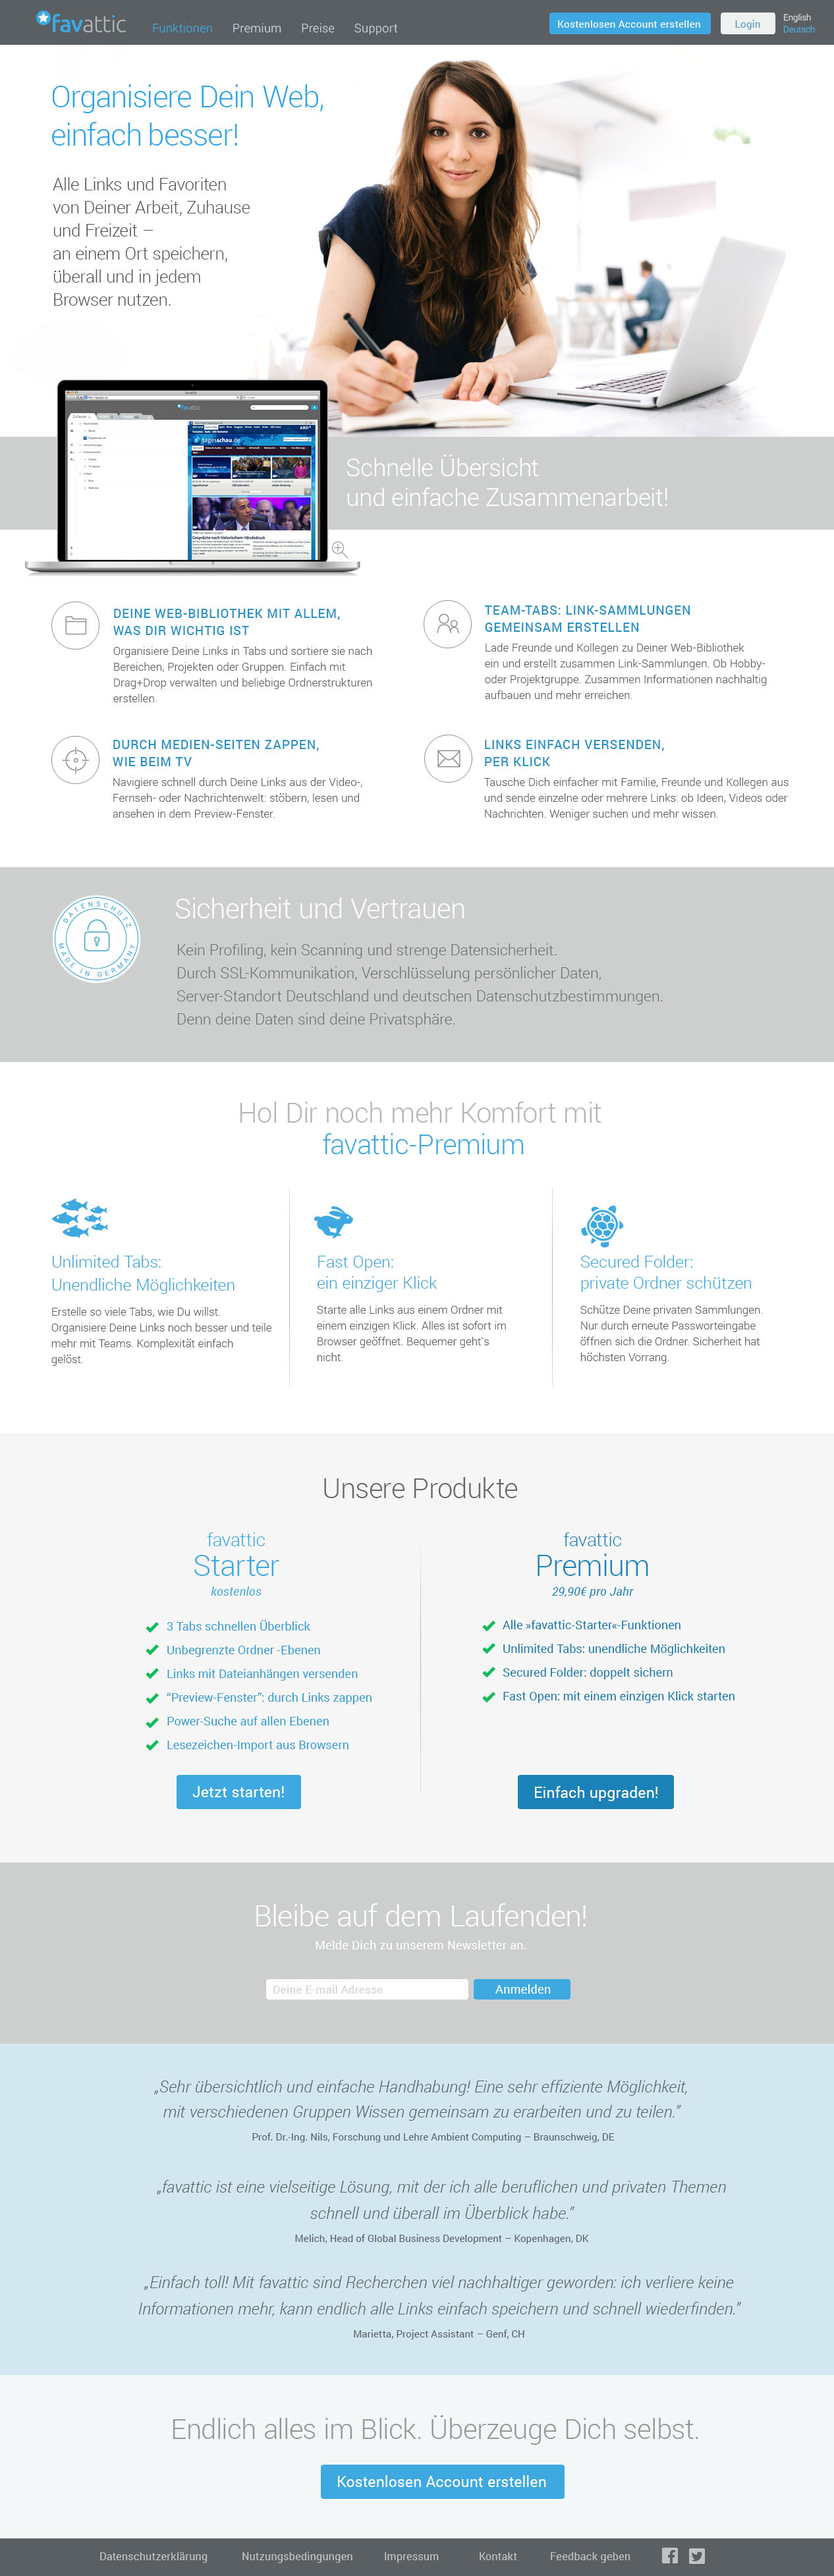 favattic
Funktionen Premium Preise Support
Kostenlosen Account erstellen
Login
English
Deutsch
Organisiere Dein Web,
einfach besser!
Alle Links und Favoriten
von Deiner Arbeit, Zuhause
und Freizeit –
an einem Ort speichern,
überall und in jedem
Browser nutzen.
favattic
tagesschau.de
Schnelle Übersicht
und einfache Zusammenarbeit!
DEINE WEB-BIBLIOTHEK MIT ALLEM,
WAS DIR WICHTIG IST
Organisiere Deine Links in Tabs und sortiere sie nach
Bereichen, Projekten oder Gruppen. Einfach mit
Drag+Drop verwalten und beliebige Ordnerstrukturen
erstellen.
TEAM-TABS: LINK-SAMMLUNGEN
GEMEINSAM ERSTELLEN
Lade Freunde und Kollegen zu Deiner Web-Bibliothek
ein und erstellt zusammen Link-Sammlungen. Ob Hobby-
oder Projektgruppe. Zusammen Informationen nachhaltig
aufbauen und mehr erreichen.
DURCH MEDIEN-SEITEN ZAPPEN,
WIE BEIM TV
Navigiere schnell durch Deine Links aus der Video-,
Fernseh- oder Nachrichtenwelt: stöbern, lesen und
ansehen in dem Preview-Fenster.
LINKS EINFACH VERSENDEN,
PER KLICK
Tausche Dich einfacher mit Familie, Freunde und Kollegen aus
und sende einzelne oder mehrere Links: ob Ideen, Videos oder
Nachrichten. Weniger suchen und mehr wissen.
DATENSCHUTZ
MADE IN GERMANY
Sicherheit und Vertrauen
Kein Profiling, kein Scanning und strenge Datensicherheit.
Durch SSL-Kommunikation, Verschlüsselung persönlicher Daten,
Server-Standort Deutschland und deutschen Datenschutzbestimmungen.
Denn deine Daten sind deine Privatsphäre.
Hol Dir noch mehr Komfort mit
favattic-Premium
Unlimited Tabs:
Unendliche Möglichkeiten
Erstelle so viele Tabs, wie Du willst.
Organisiere Deine Links noch besser und teile
mehr mit Teams. Komplexität einfach
gelöst.
Fast Open:
ein einziger Klick
Starte alle Links aus einem Ordner mit
einem einzigen Klick. Alles ist sofort im
Browser geöffnet. Bequemer geht`s
nicht.
Secured Folder:
private Ordner schützen
Schütze Deine privaten Sammlungen.
Nur durch erneute Passworteingabe
öffnen sich die Ordner. Sicherheit hat
höchsten Vorrang.
Unsere Produkte
favattic
Starter
kostenlos
3 Tabs schnellen Überblick
Unbegrenzte Ordner -Ebenen
Links mit Dateianhängen versenden
“Preview-Fenster”: durch Links zappen
Power-Suche auf allen Ebenen
Lesezeichen-Import aus Browsern
Jetzt starten!
favattic
Premium
29,90€ pro Jahr
Alle »favattic-Starter«-Funktionen
Unlimited Tabs: unendliche Möglichkeiten
Secured Folder: doppelt sichern
Fast Open: mit einem einzigen Klick starten
Einfach upgraden!
Bleibe auf dem Laufenden!
Melde Dich zu unserem Newsletter an.
Deine E-mail Adresse
Anmelden
„Sehr übersichtlich und einfache Handhabung! Eine sehr effiziente Möglichkeit,
mit verschiedenen Gruppen Wissen gemeinsam zu erarbeiten und zu teilen.”
Prof. Dr.-Ing. Nils, Forschung und Lehre Ambient Computing – Braunschweig, DE
„favattic ist eine vielseitige Lösung, mit der ich alle beruflichen und privaten Themen
schnell und überall im Überblick habe.”
Melich, Head of Global Business Development – Kopenhagen, DK
„Einfach toll! Mit favattic sind Recherchen viel nachhaltiger geworden: ich verliere keine
Informationen mehr, kann endlich alle Links einfach speichern und schnell wiederfinden.”
Marietta, Project Assistant – Genf, CH
Endlich alles im Blick. Überzeuge Dich selbst.
Kostenlosen Account erstellen
Datenschutzerklärung Nutzungsbedingungen Impressum Kontakt Feedback geben